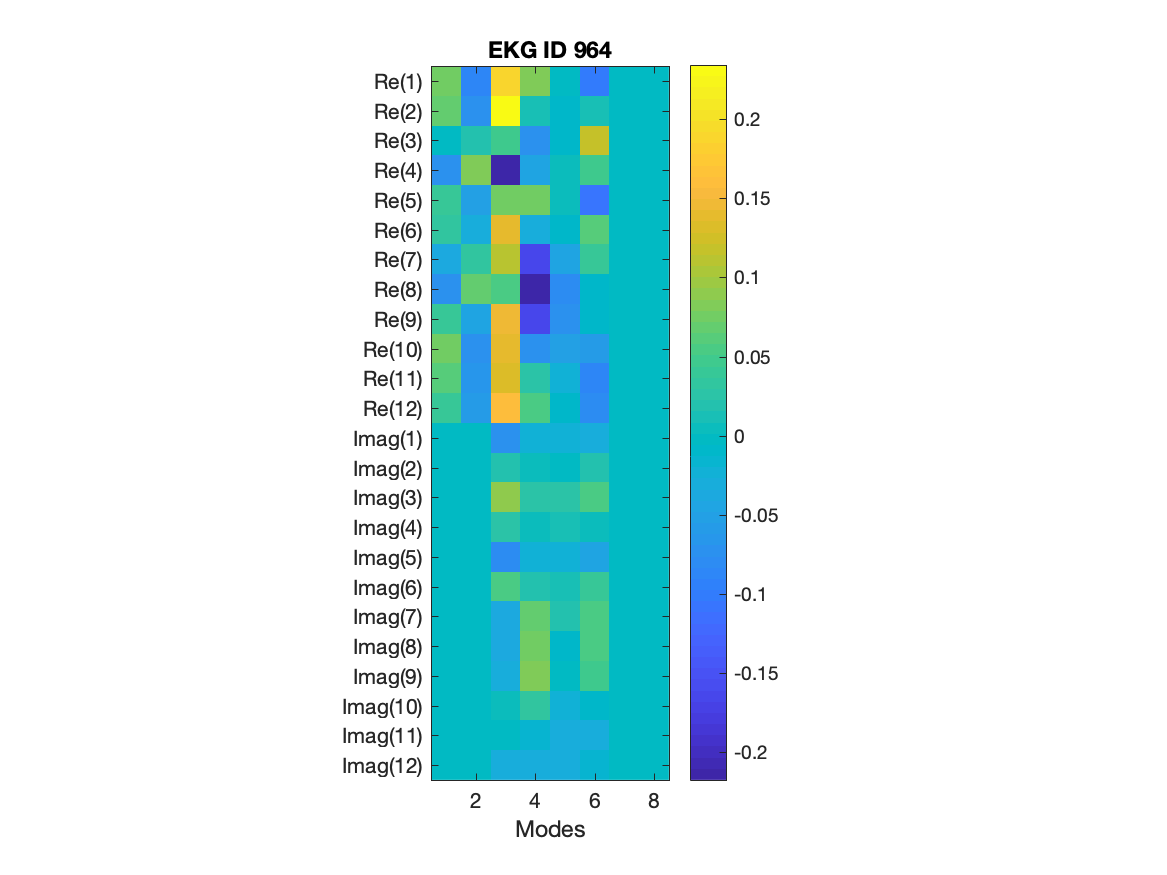 EKG ID 964
Re(1)
Re(2)
Re(3)
Re(4)
Re(5)
Re(6)
Re(7)
Re(8)
Re(9)
Re(10)
Re(11)
Re(12)
Imag(1)
Imag(2)
Imag(3)
Imag(4)
Imag(5)
Imag(6)
Imag(7)
Imag(8)
Imag(9)
Imag(10)
Imag(11)
Imag(12)
2 4 6 8
Modes
0.2
0.15
0.1
0.05
0
-0.05
-0.1
-0.15
-0.2